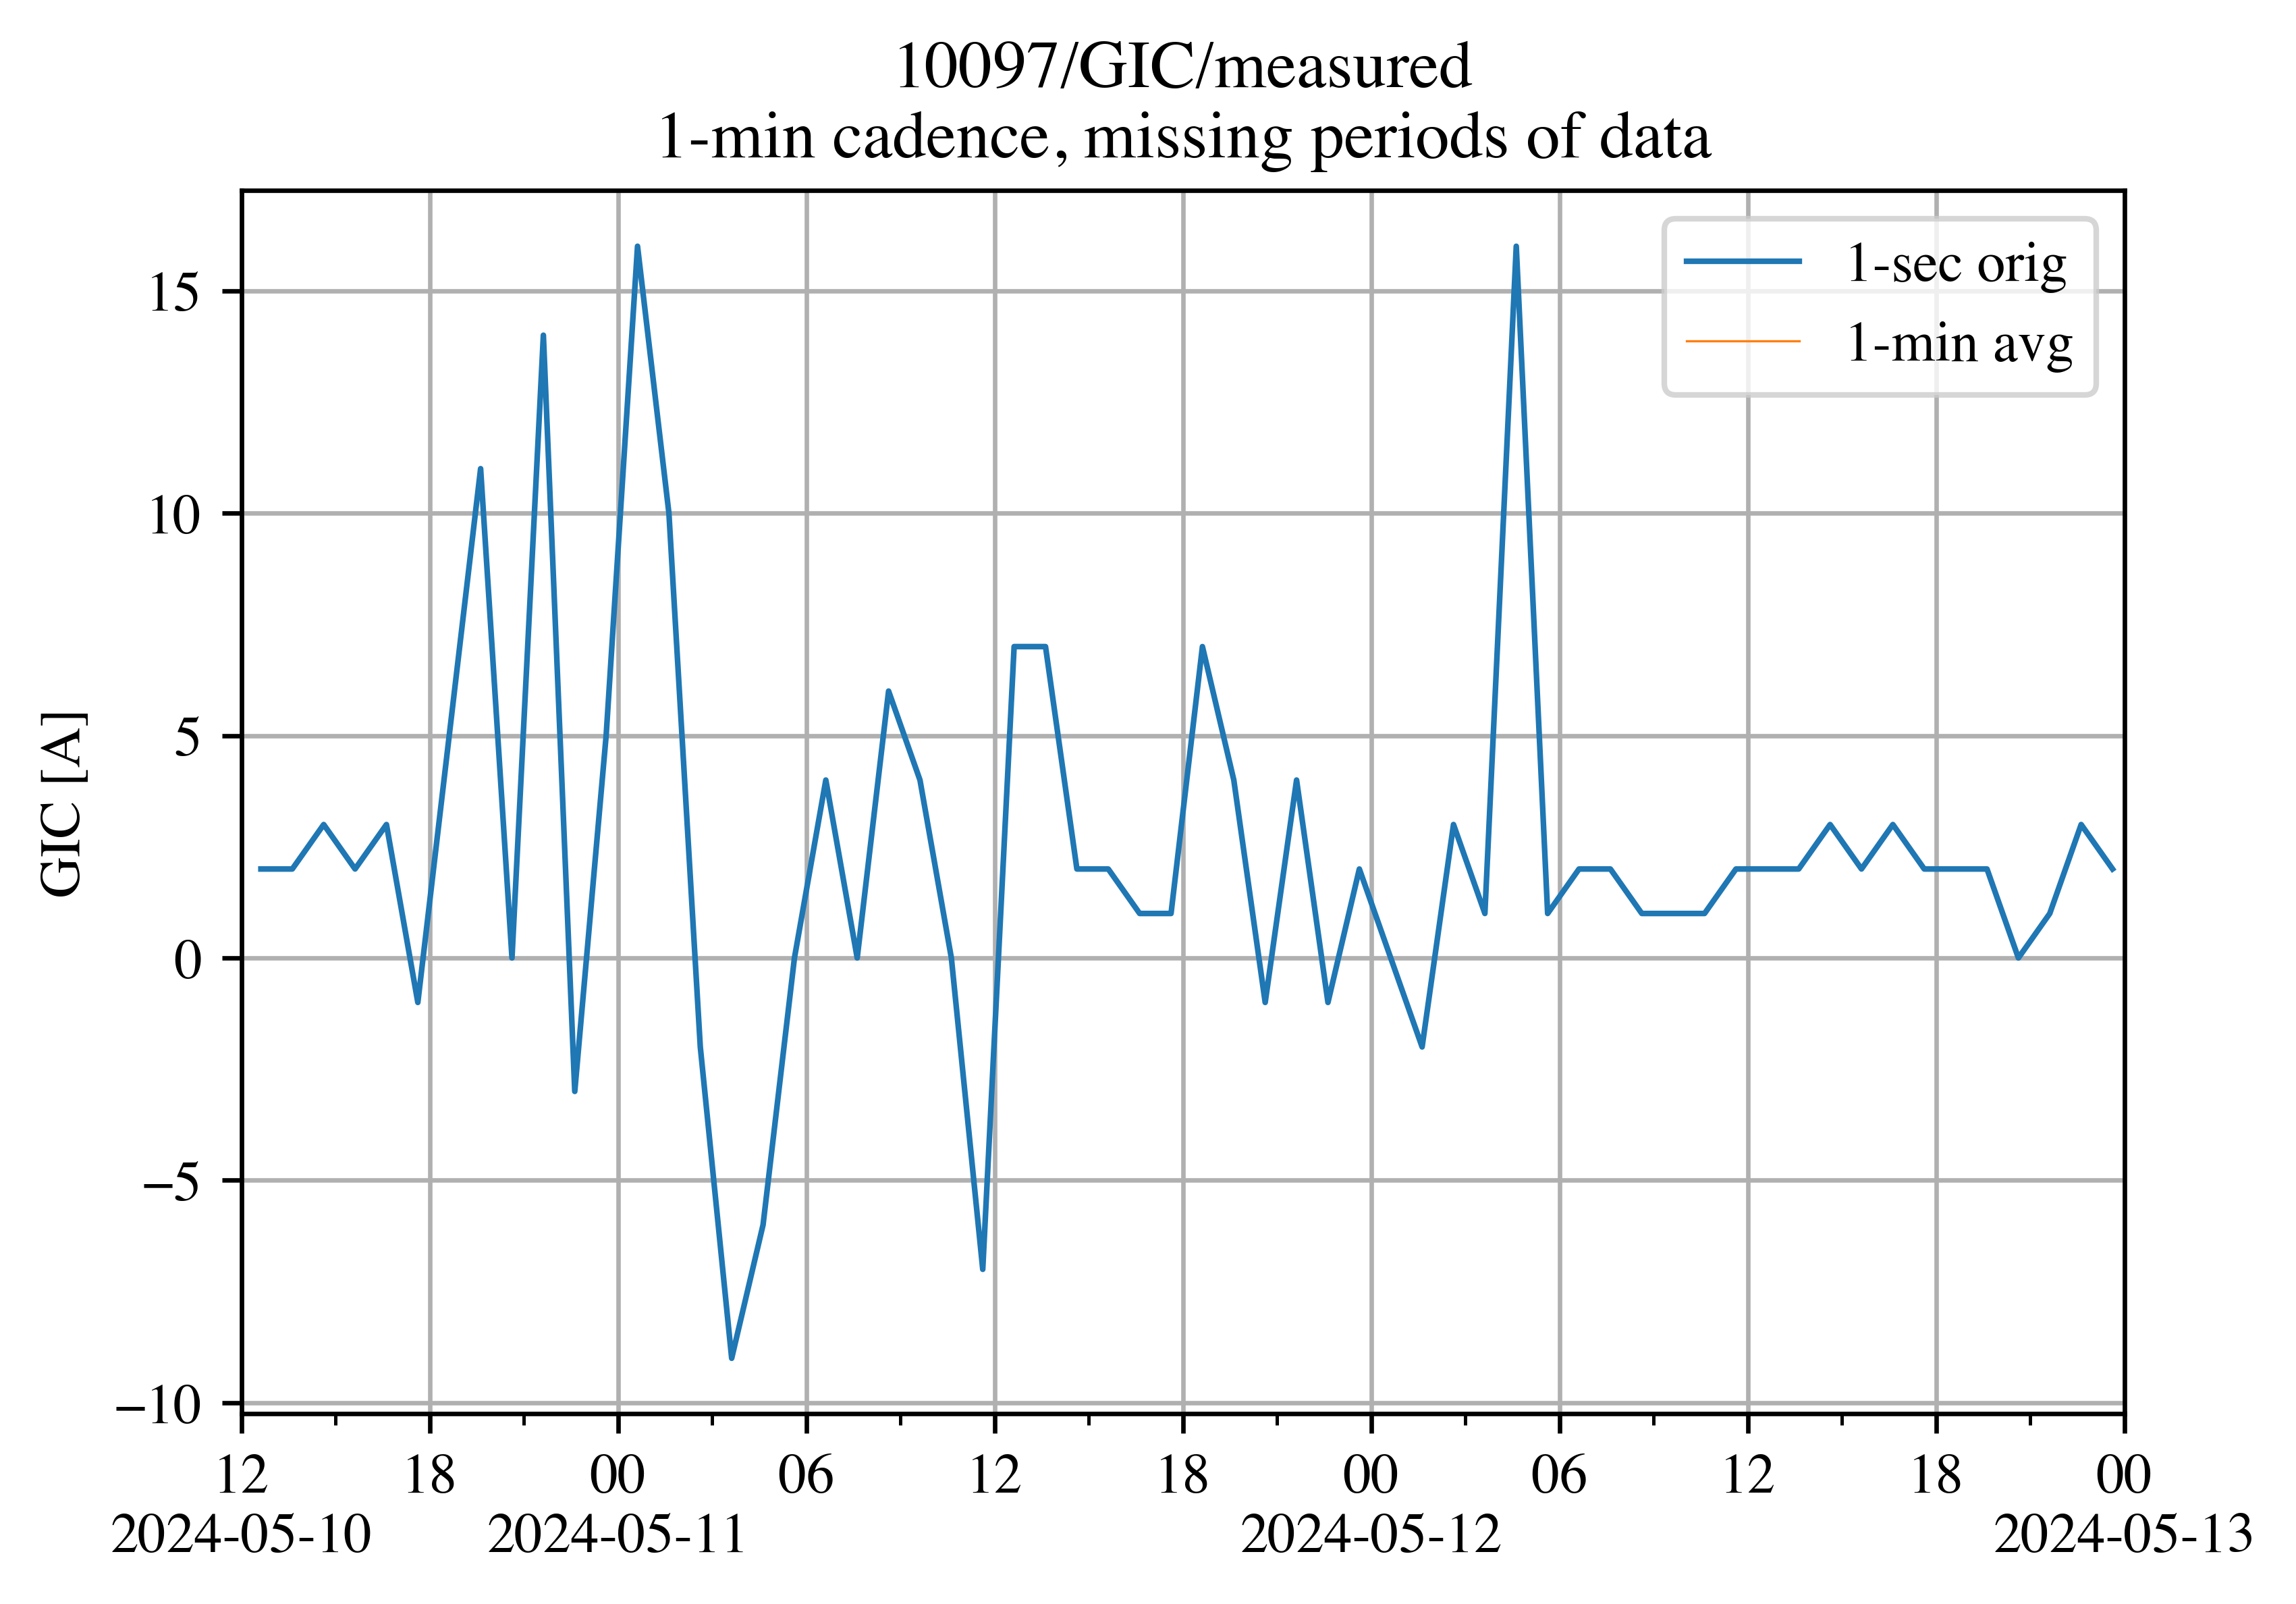 10097/GIC/measured
1-min cadence, missing periods of data
1-sec orig
1-min avg
GIC [A]
15
10
5
0
−5
−10
12 18 00 06 12 18 00 06 12 18 00
2024-05-10 2024-05-11 2024-05-12 2024-05-13